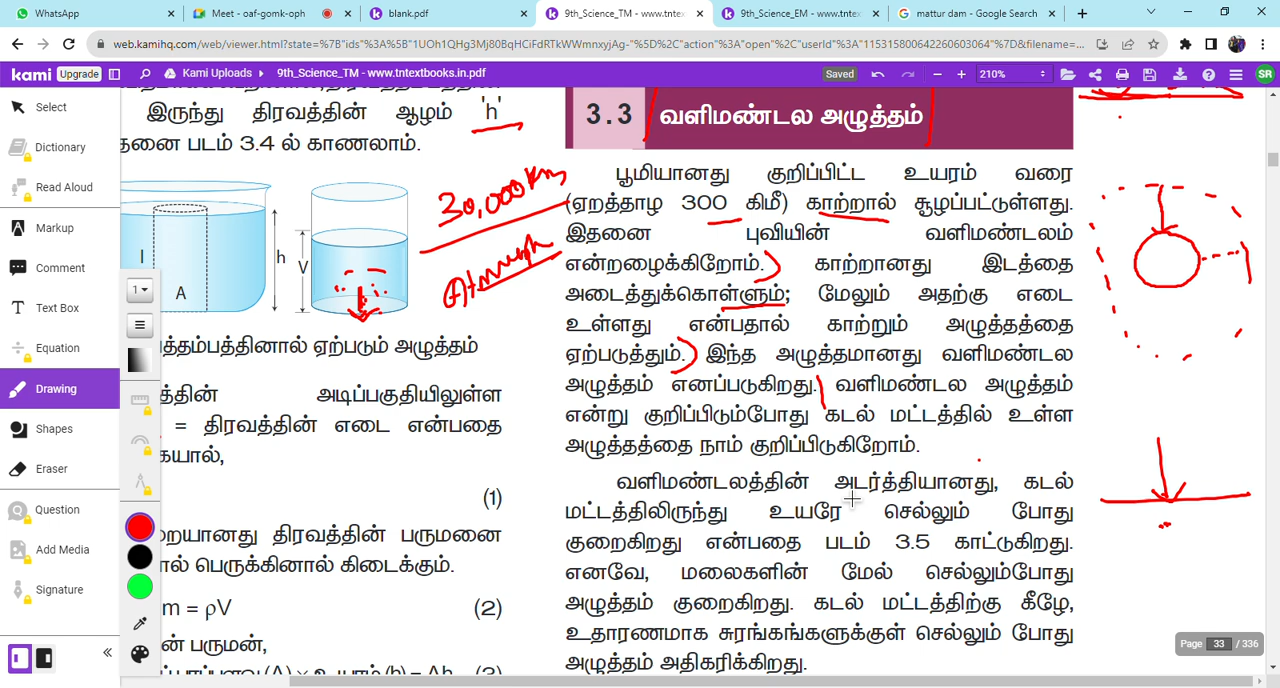 WhatsApp
Meet - oaf-gomk-oph
blank.pdf
9th_Science_TM - www.tntex
9th_Science_EM - www.tntex
mattur dam - Google Search
web.kamihq.com/web/viewer.html?state=%7B"ids"%3A%5B"1UOh1QHg3Mj80BqHCiFdRTkWWmnxyjAg-"%5D%2C"action"%3A"open"%2C"userId"%3A"115315800642260603064"%7D&filename=...
kami Upgrade
Kami Uploads > 9th_Science_TM - www.tntextbooks.in.pdf
Saved
210%
SR
Select
Dictionary
Read Aloud
Markup
Comment
Text Box
Equation
Drawing
Shapes
Eraser
Question
Add Media
Signature
1
இருந்து திரவத்தின் ஆழம் 'h'
தனை படம் 3.4 ல் காணலாம்.
A
h
V
த்தம்பத்தினால் ஏற்படும் அழுத்தம்
த்தின் அடிப்பகுதியிலுள்ள
= திரவத்தின் எடை என்பதை
கயால்,
(1)
றையானது திரவத்தின் பருமனை
ால் பெருக்கினால் கிடைக்கும்.
m = ρV (2)
ன் பருமன்,
30,000 Km
3.3 வளிமண்டல அழுத்தம்
பூமியானது குறிப்பிட்ட உயரம் வரை
(ஏறத்தாழ 300 கிமீ) காற்றால் சூழப்பட்டுள்ளது.
இதனை புவியின் வளிமண்டலம்
என்றழைக்கிறோம். காற்றானது இடத்தை
அடைத்துக்கொள்ளும்; மேலும் அதற்கு எடை
உள்ளது என்பதால் காற்றும் அழுத்தத்தை
ஏற்படுத்தும். இந்த அழுத்தமானது வளிமண்டல
அழுத்தம் எனப்படுகிறது. வளிமண்டல அழுத்தம்
என்று குறிப்பிடும்போது கடல் மட்டத்தில் உள்ள
அழுத்தத்தை நாம் குறிப்பிடுகிறோம்.
வளிமண்டலத்தின் அடர்த்தியானது, கடல்
மட்டத்திலிருந்து உயரே செல்லும் போது
குறைகிறது என்பதை படம் 3.5 காட்டுகிறது.
எனவே, மலைகளின் மேல் செல்லும்போது
அழுத்தம் குறைகிறது. கடல் மட்டத்திற்கு கீழே,
உதாரணமாக சுரங்கங்களுக்குள் செல்லும் போது
அழுத்தம் அதிகரிக்கிறது.
Page 33 / 336